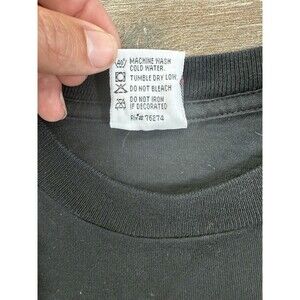 MACHINE WASH
COLD WATER.
TUMBLE DRY LOW.
DO NOT BLEACH
DO NOT IRON
IF DECORATED
RN# 76274